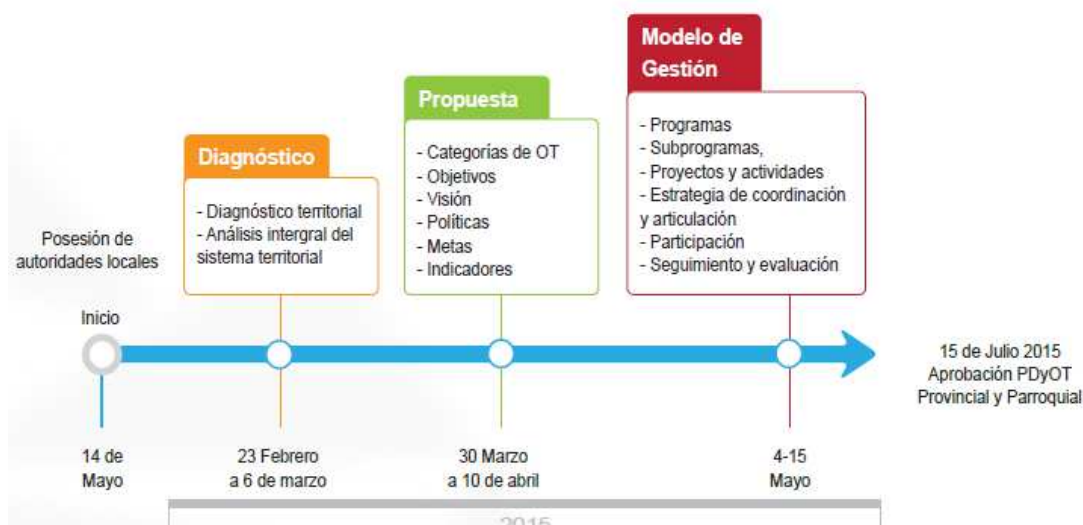 Posesión de
autoridades locales
Inicio
14 de
Mayo
Diagnóstico
- Diagnóstico territorial
- Análisis intergral del
sistema territorial
23 Febrero
a 6 de marzo
Propuesta
- Categorías de OT
- Objetivos
- Visión
- Políticas
- Metas
- Indicadores
30 Marzo
a 10 de abril
Modelo de
Gestión
- Programas
- Subprogramas,
- Proyectos y actividades
- Estrategia de coordinación
y articulación
- Participación
- Seguimiento y evaluación
4-15
Mayo
15 de Julio 2015
Aprobación PDyOT
Provincial y Parroquial
2015